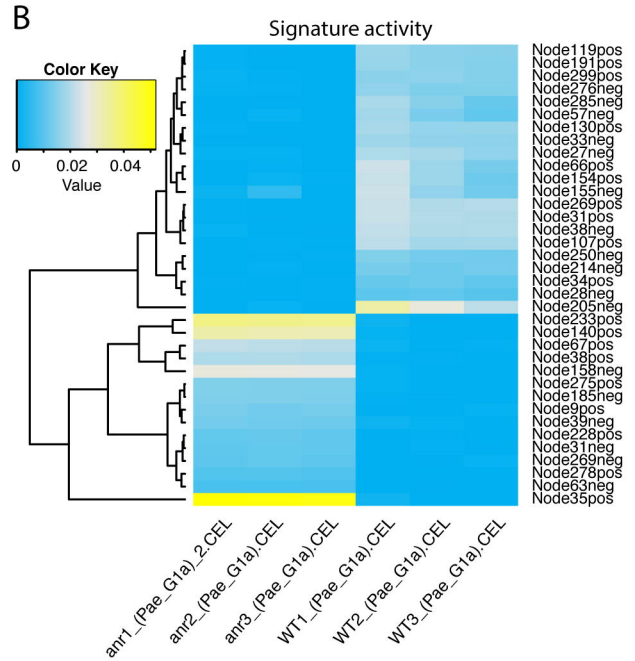 B
Signature activity
Color Key
0 0.02 0.04
Value
Node119pos
Node191pos
Node299pos
Node276neg
Node285neg
Node57neg
Node130pos
Node33neg
Node27neg
Node66pos
Node154pos
Node155neg
Node269pos
Node31pos
Node38neg
Node107pos
Node250neg
Node214neg
Node34pos
Node28neg
Node205neg
Node233pos
Node140pos
Node67pos
Node38pos
Node158neg
Node275pos
Node185neg
Node9pos
Node39neg
Node228pos
Node31neg
Node269neg
Node278pos
Node63neg
Node35pos
anr1_(Pae_G1a)_2.CEL
anr2_(Pae_G1a).CEL
anr3_(Pae_G1a).CEL
WT1_(Pae_G1a).CEL
WT2_(Pae_G1a).CEL
WT3_(Pae_G1a).CEL